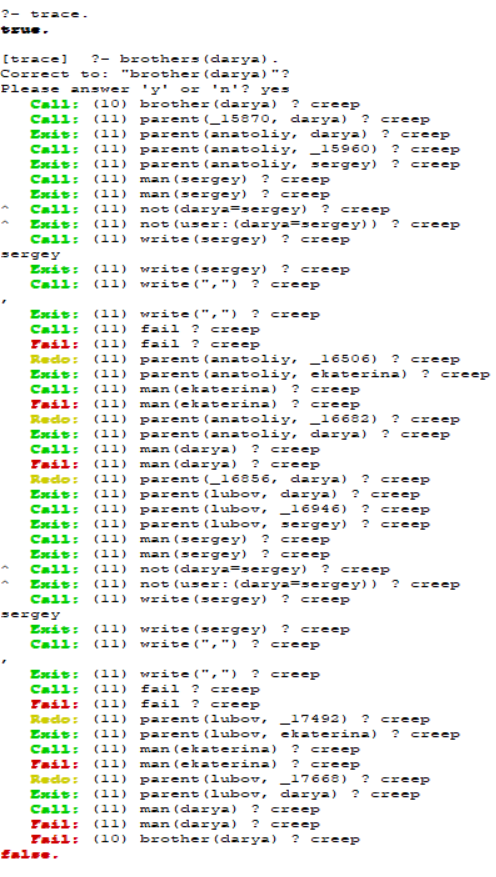 ?- trace.
true.
[trace]  ?- brothers(darya).
Correct to: "brother(darya)"?
Please answer 'y' or 'n'? yes
   Call: (10) brother(darya) ? creep
   Call: (11) parent(_15870, darya) ? creep
   Exit: (11) parent(anatoliy, darya) ? creep
   Call: (11) parent(anatoliy, _15960) ? creep
   Exit: (11) parent(anatoliy, sergey) ? creep
   Call: (11) man(sergey) ? creep
   Exit: (11) man(sergey) ? creep
^  Call: (11) not(darya=sergey) ? creep
^  Exit: (11) not(user:(darya=sergey)) ? creep
   Call: (11) write(sergey) ? creep
sergey
   Exit: (11) write(sergey) ? creep
   Call: (11) write(",") ? creep
,
   Exit: (11) write(",") ? creep
   Call: (11) fail ? creep
   Fail: (11) fail ? creep
   Redo: (11) parent(anatoliy, _16506) ? creep
   Exit: (11) parent(anatoliy, ekaterina) ? creep
   Call: (11) man(ekaterina) ? creep
   Fail: (11) man(ekaterina) ? creep
   Redo: (11) parent(anatoliy, _16682) ? creep
   Exit: (11) parent(anatoliy, darya) ? creep
   Call: (11) man(darya) ? creep
   Fail: (11) man(darya) ? creep
   Redo: (11) parent(_16856, darya) ? creep
   Exit: (11) parent(lubov, darya) ? creep
   Call: (11) parent(lubov, _16946) ? creep
   Exit: (11) parent(lubov, sergey) ? creep
   Call: (11) man(sergey) ? creep
   Exit: (11) man(sergey) ? creep
^  Call: (11) not(darya=sergey) ? creep
^  Exit: (11) not(user:(darya=sergey)) ? creep
   Call: (11) write(sergey) ? creep
sergey
   Exit: (11) write(sergey) ? creep
   Call: (11) write(",") ? creep
,
   Exit: (11) write(",") ? creep
   Call: (11) fail ? creep
   Fail: (11) fail ? creep
   Redo: (11) parent(lubov, _17492) ? creep
   Exit: (11) parent(lubov, ekaterina) ? creep
   Call: (11) man(ekaterina) ? creep
   Fail: (11) man(ekaterina) ? creep
   Redo: (11) parent(lubov, _17668) ? creep
   Exit: (11) parent(lubov, darya) ? creep
   Call: (11) man(darya) ? creep
   Fail: (11) man(darya) ? creep
   Fail: (10) brother(darya) ? creep
false.